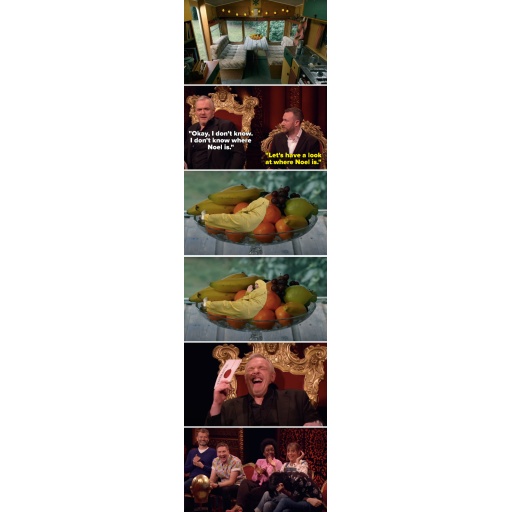 "Okay, I don't know.
I don't know where
Noel is."
"Let's have a look
at where Noel is."